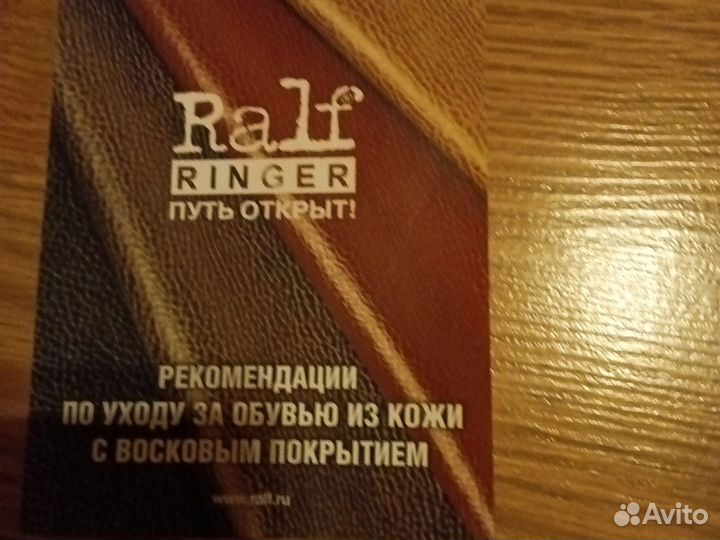 Ralf
RINGER
ПУТЬ ОТКРЫТ!
РЕКОМЕНДАЦИИ
ПО УХОДУ ЗА ОБУВЬЮ ИЗ КОЖИ
С ВОСКОВЫМ ПОКРЫТИЕМ
www.ralf.ru
Avito